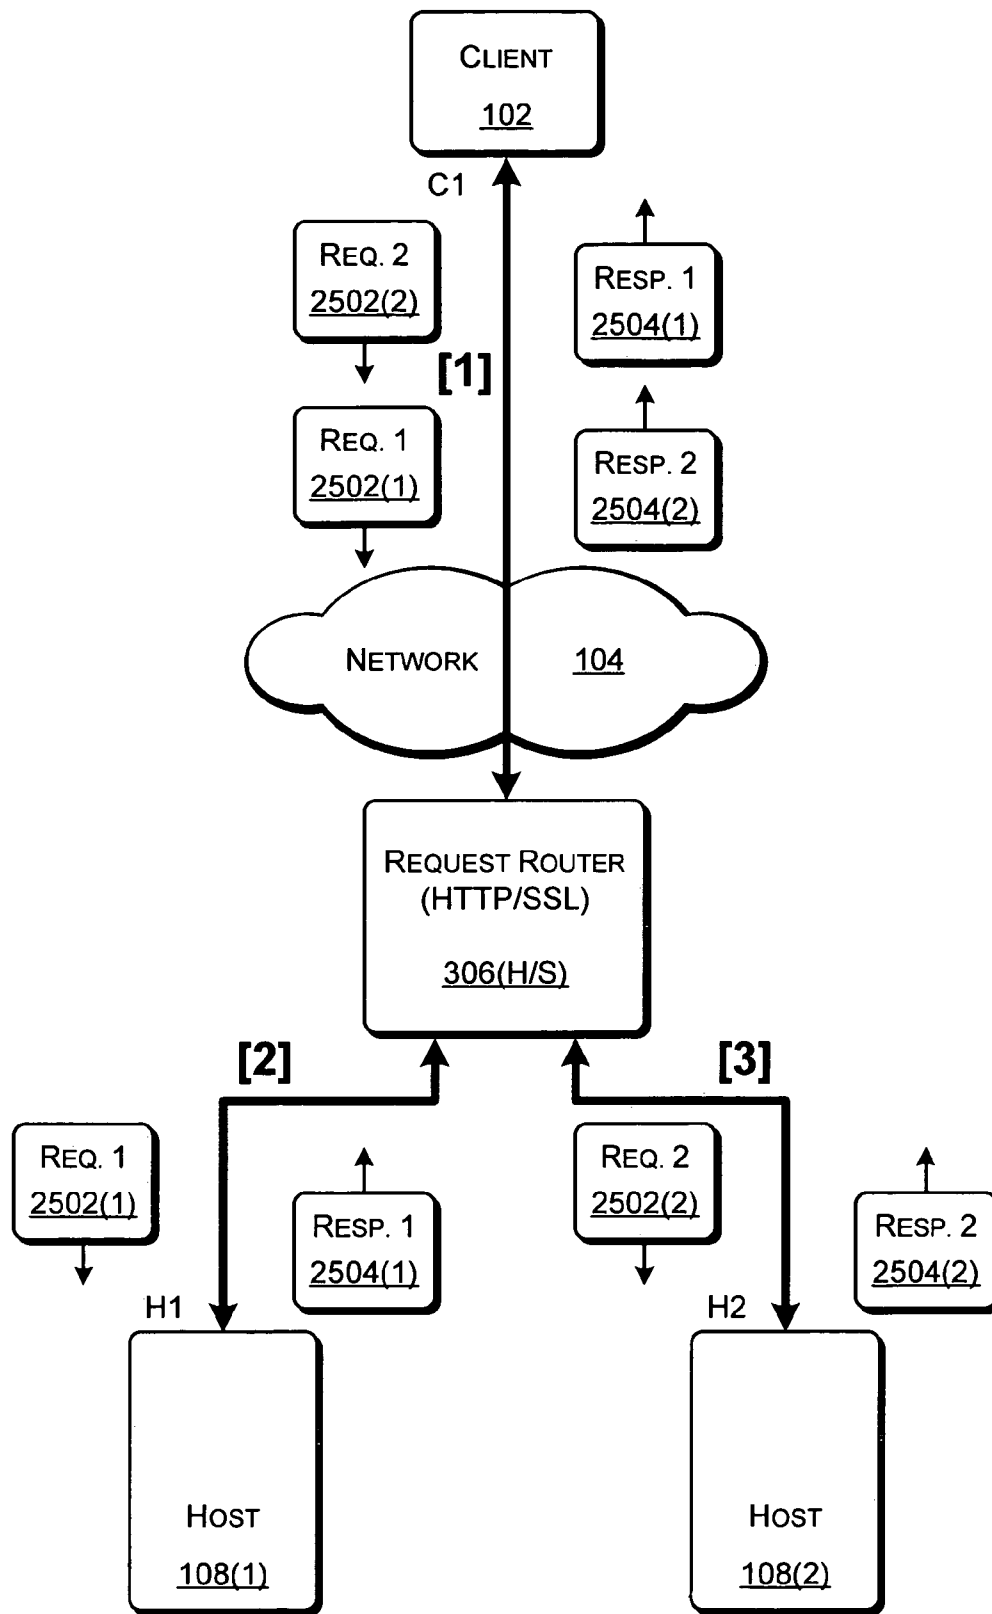 CLIENT
102
C1
REQ. 2
2502(2)
RESP. 1
2504(1)
[1]
REQ. 1
2502(1)
RESP. 2
2504(2)
NETWORK 104
REQUEST ROUTER
(HTTP/SSL)
306(H/S)
[2]
[3]
REQ. 1
2502(1)
RESP. 1
2504(1)
REQ. 2
2502(2)
RESP. 2
2504(2)
H1
H2
HOST
108(1)
HOST
108(2)